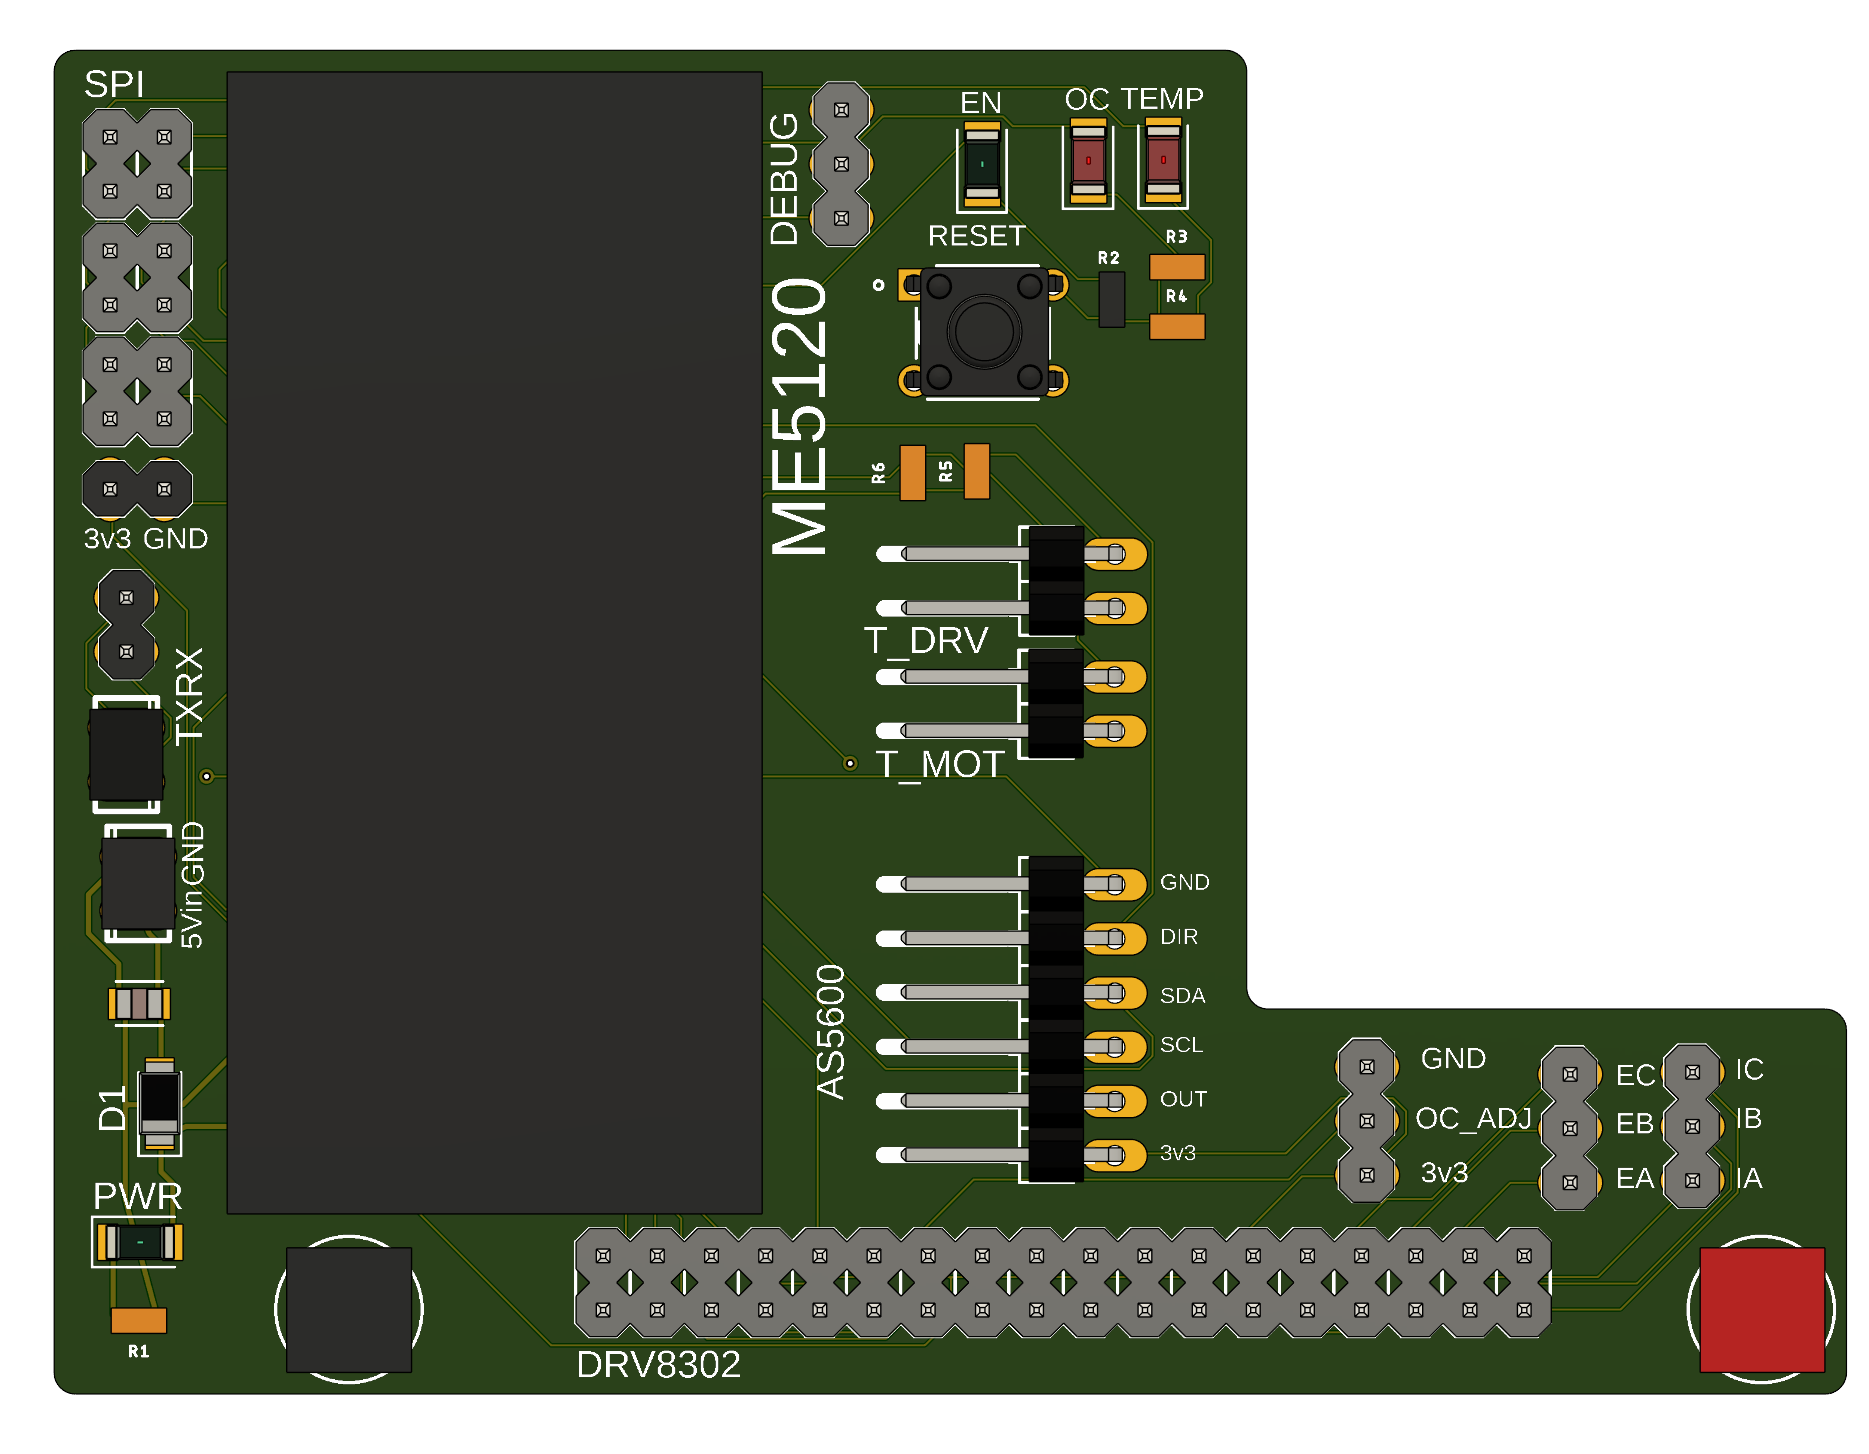 SPI
EN
OC TEMP
DEBUG
RESET
R3
R2
R4
ME5120
R6
R5
3v3 GND
T_DRV
TXRX
T_MOT
5VinGND
GND
DIR
SDA
SCL
OUT
3v3
AS5600
D1
PWR
R1
GND
OC_ADJ
3v3
EC
EB
EA
IC
IB
IA
DRV8302